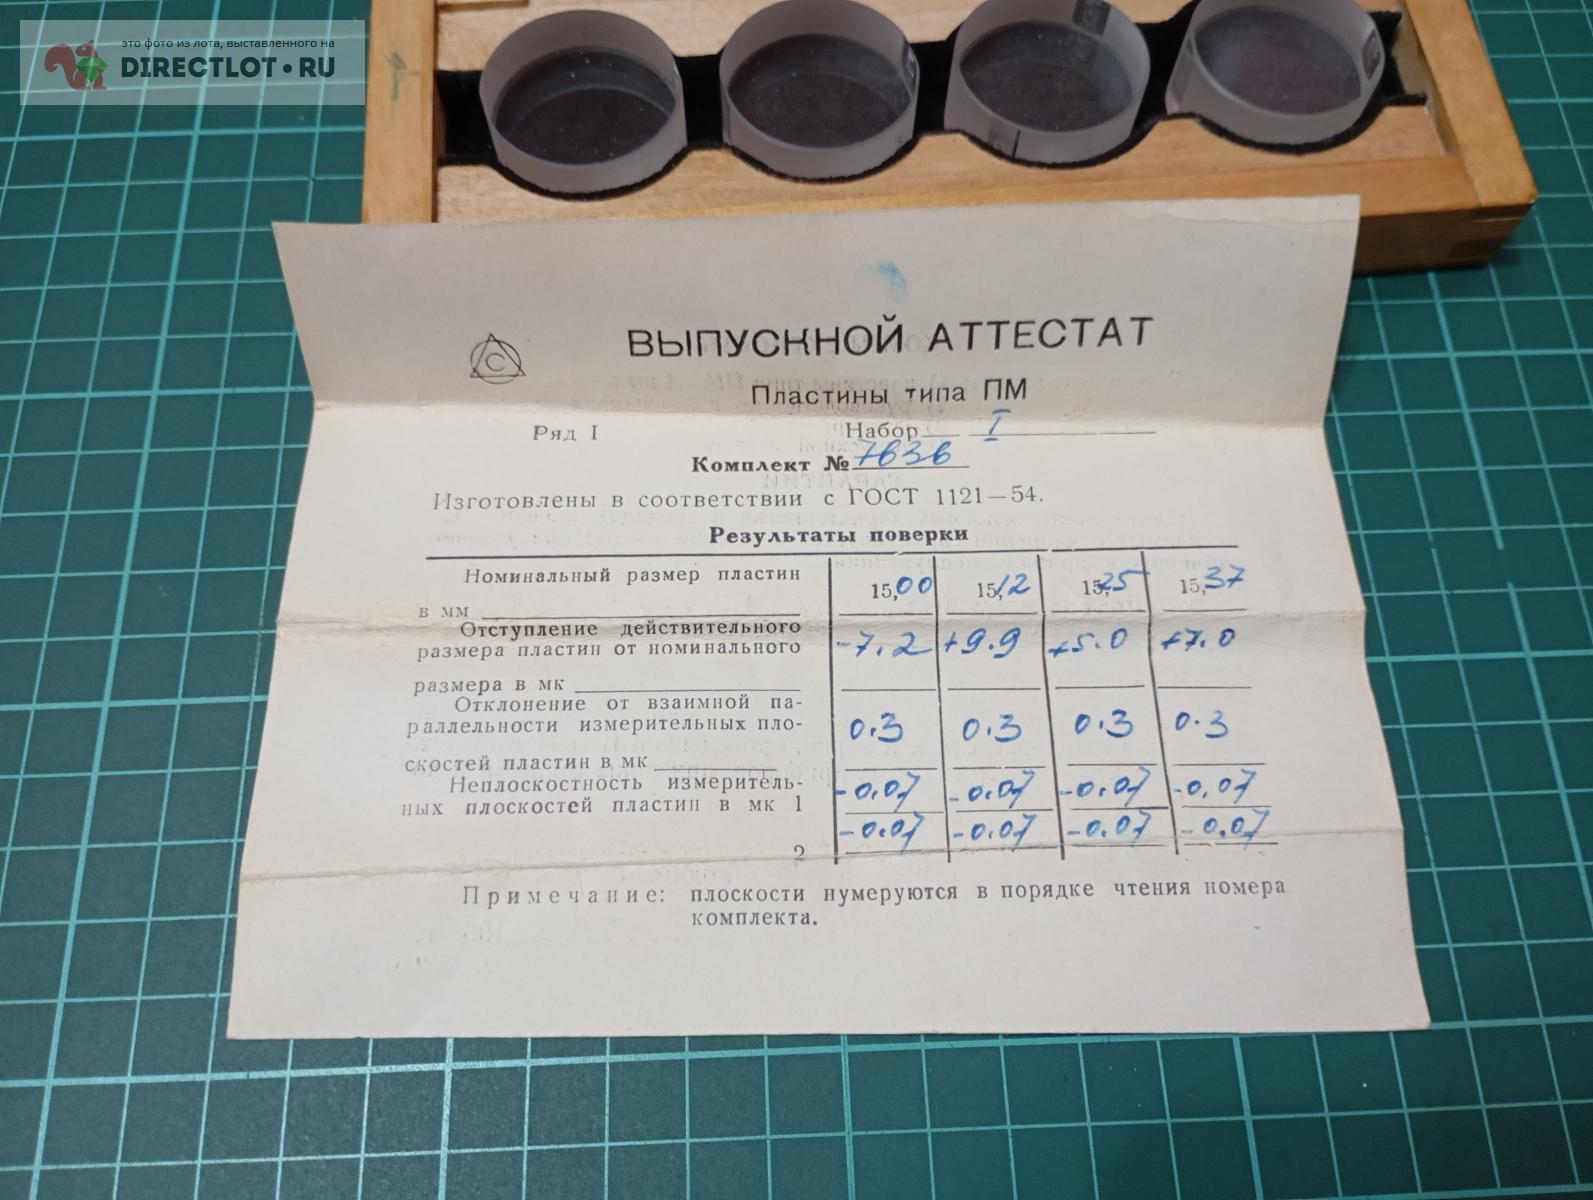 это фото из лота, выставленного на
DIRECTLOT.RU
С
ВЫПУСКНОЙ АТТЕСТАТ
Пластины типа ПМ
Ряд I Набор I
Комплект № 7636
Изготовлены в соответствии с ГОСТ 1121—54.
Результаты поверки
Номинальный размер пластин
в мм 15,00 15,12 15,25 15,37
Отступление действительного
размера пластин от номинального
размера в мк -7.2 +9.9 +5.0 +7.0
Отклонение от взаимной па-
раллельности измерительных пло-
скостей пластин в мк 0.3 0.3 0.3 0.3
Неплоскостность измеритель-
ных плоскостей пластин в мк 1 -0.07 -0.07 -0.07 -0.07
2 -0.07 -0.07 -0.07 -0.07
Примечание: плоскости нумеруются в порядке чтения номера
комплекта.